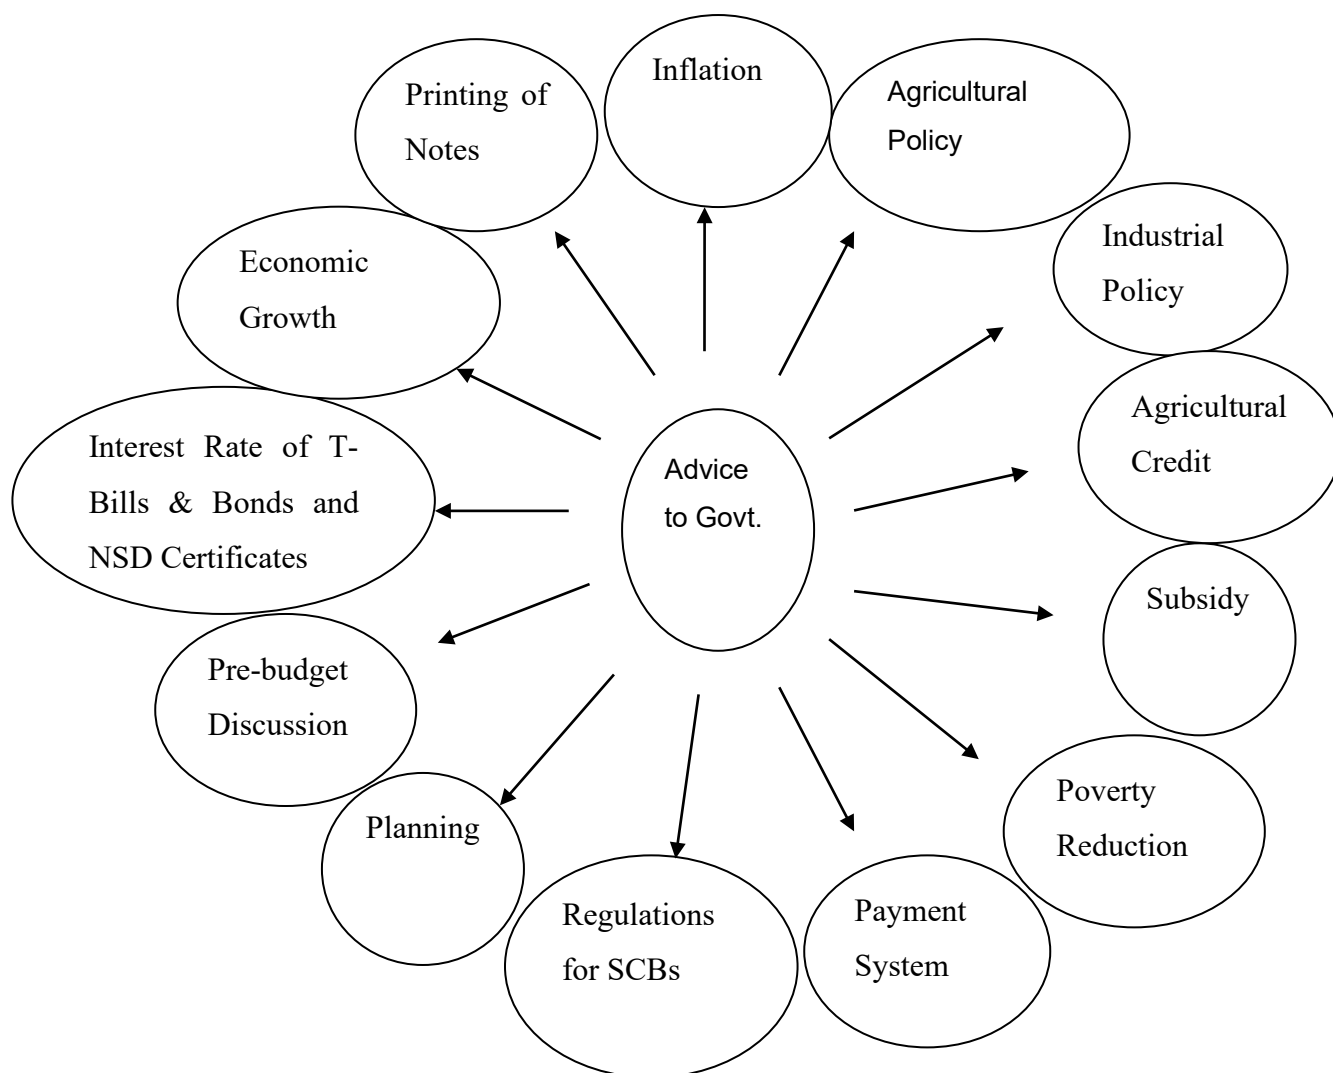 Inflation
Agricultural
Policy
Printing of
Notes
Industrial
Policy
Economic
Growth
Agricultural
Credit
Interest Rate of T-
Bills & Bonds and
NSD Certificates
Advice
to Govt.
Subsidy
Pre-budget
Discussion
Poverty
Reduction
Planning
Regulations
for SCBs
Payment
System